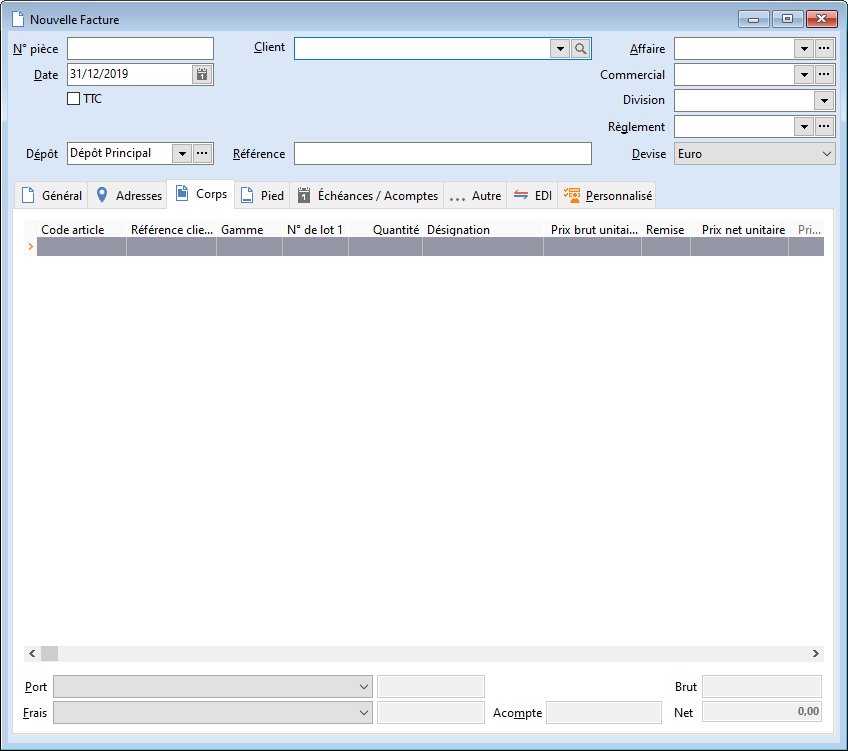 Nouvelle Facture
N° pièce Client Affaire
Date 31/12/2019 Commercial
TTC Division
Règlement
Dépôt Dépôt Principal Référence Devise Euro
Général Adresses Corps Pied Échéances / Acomptes Autre EDI Personnalisé
Code article Référence clie... Gamme N° de lot 1 Quantité Désignation Prix brut unitai... Remise Prix net unitaire Pri...
Port Brut
Frais Acompte Net 0,00